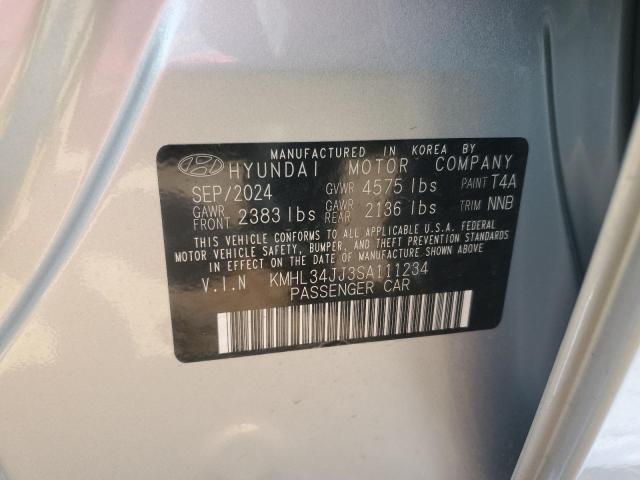 MANUFACTURED IN KOREA BY
HYUNDAI MOTOR COMPANY
SEP/2024 GVWR 4575 lbs PAINT T4A
GAWR FRONT 2383 lbs GAWR REAR 2136 lbs TRIM NNB
THIS VEHICLE CONFORMS TO ALL APPLICABLE U.S.A. FEDERAL
MOTOR VEHICLE SAFETY, BUMPER, AND THEFT PREVENTION STANDARDS
IN EFFECT ON THE DATE OF MANUFACTURE SHOWN ABOVE
V.I.N KMHL34JJ3SA111234
PASSENGER CAR